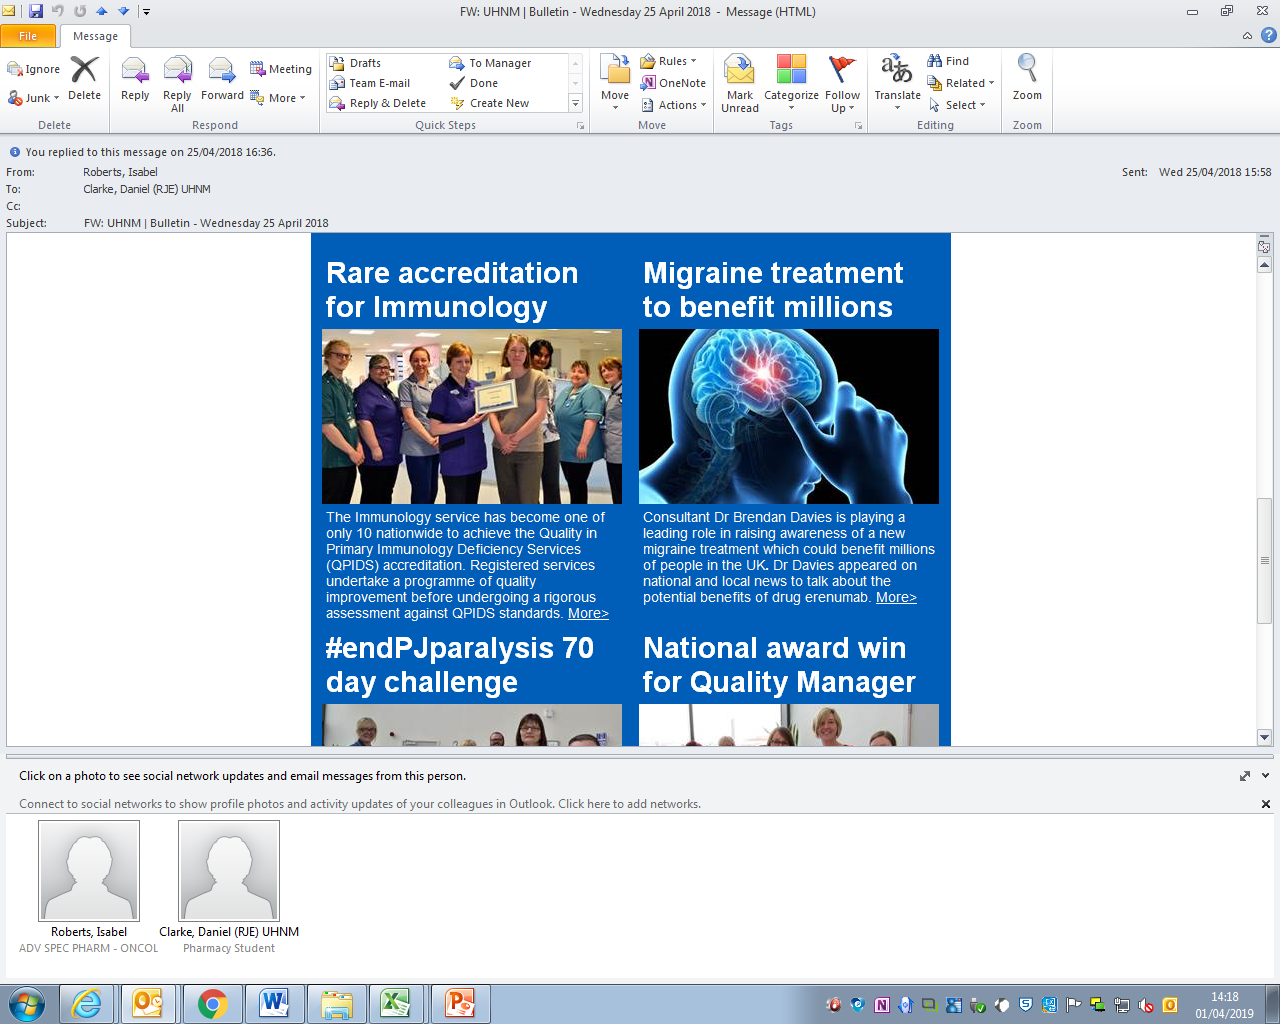 FW: UHNM | Bulletin - Wednesday 25 April 2018 - Message (HTML)
File
Message
Ignore
Junk
Delete
Delete
Reply
Reply All
Forward
Meeting
More
Respond
Drafts
To Manager
Team E-mail
Done
Reply & Delete
Create New
Quick Steps
Move
Rules
OneNote
Actions
Move
Mark Unread
Categorize
Follow Up
Tags
Translate
Find
Related
Select
Editing
Zoom
Zoom
You replied to this message on 25/04/2018 16:36.
From: Roberts, Isabel
Sent: Wed 25/04/2018 15:58
To: Clarke, Daniel (RJE) UHNM
Cc:
Subject: FW: UHNM | Bulletin - Wednesday 25 April 2018
Rare accreditation
for Immunology
The Immunology service has become one of
only 10 nationwide to achieve the Quality in
Primary Immunology Deficiency Services
(QPIDS) accreditation. Registered services
undertake a programme of quality
improvement before undergoing a rigorous
assessment against QPIDS standards. More>
Migraine treatment
to benefit millions
Consultant Dr Brendan Davies is playing a
leading role in raising awareness of a new
migraine treatment which could benefit millions
of people in the UK. Dr Davies appeared on
national and local news to talk about the
potential benefits of drug erenumab. More>
#endPJparalysis 70
day challenge
National award win
for Quality Manager
Click on a photo to see social network updates and email messages from this person.
Connect to social networks to show profile photos and activity updates of your colleagues in Outlook. Click here to add networks.
Roberts, Isabel
ADV SPEC PHARM - ONCOL
Clarke, Daniel (RJE) UHNM
Pharmacy Student
14:18
01/04/2019